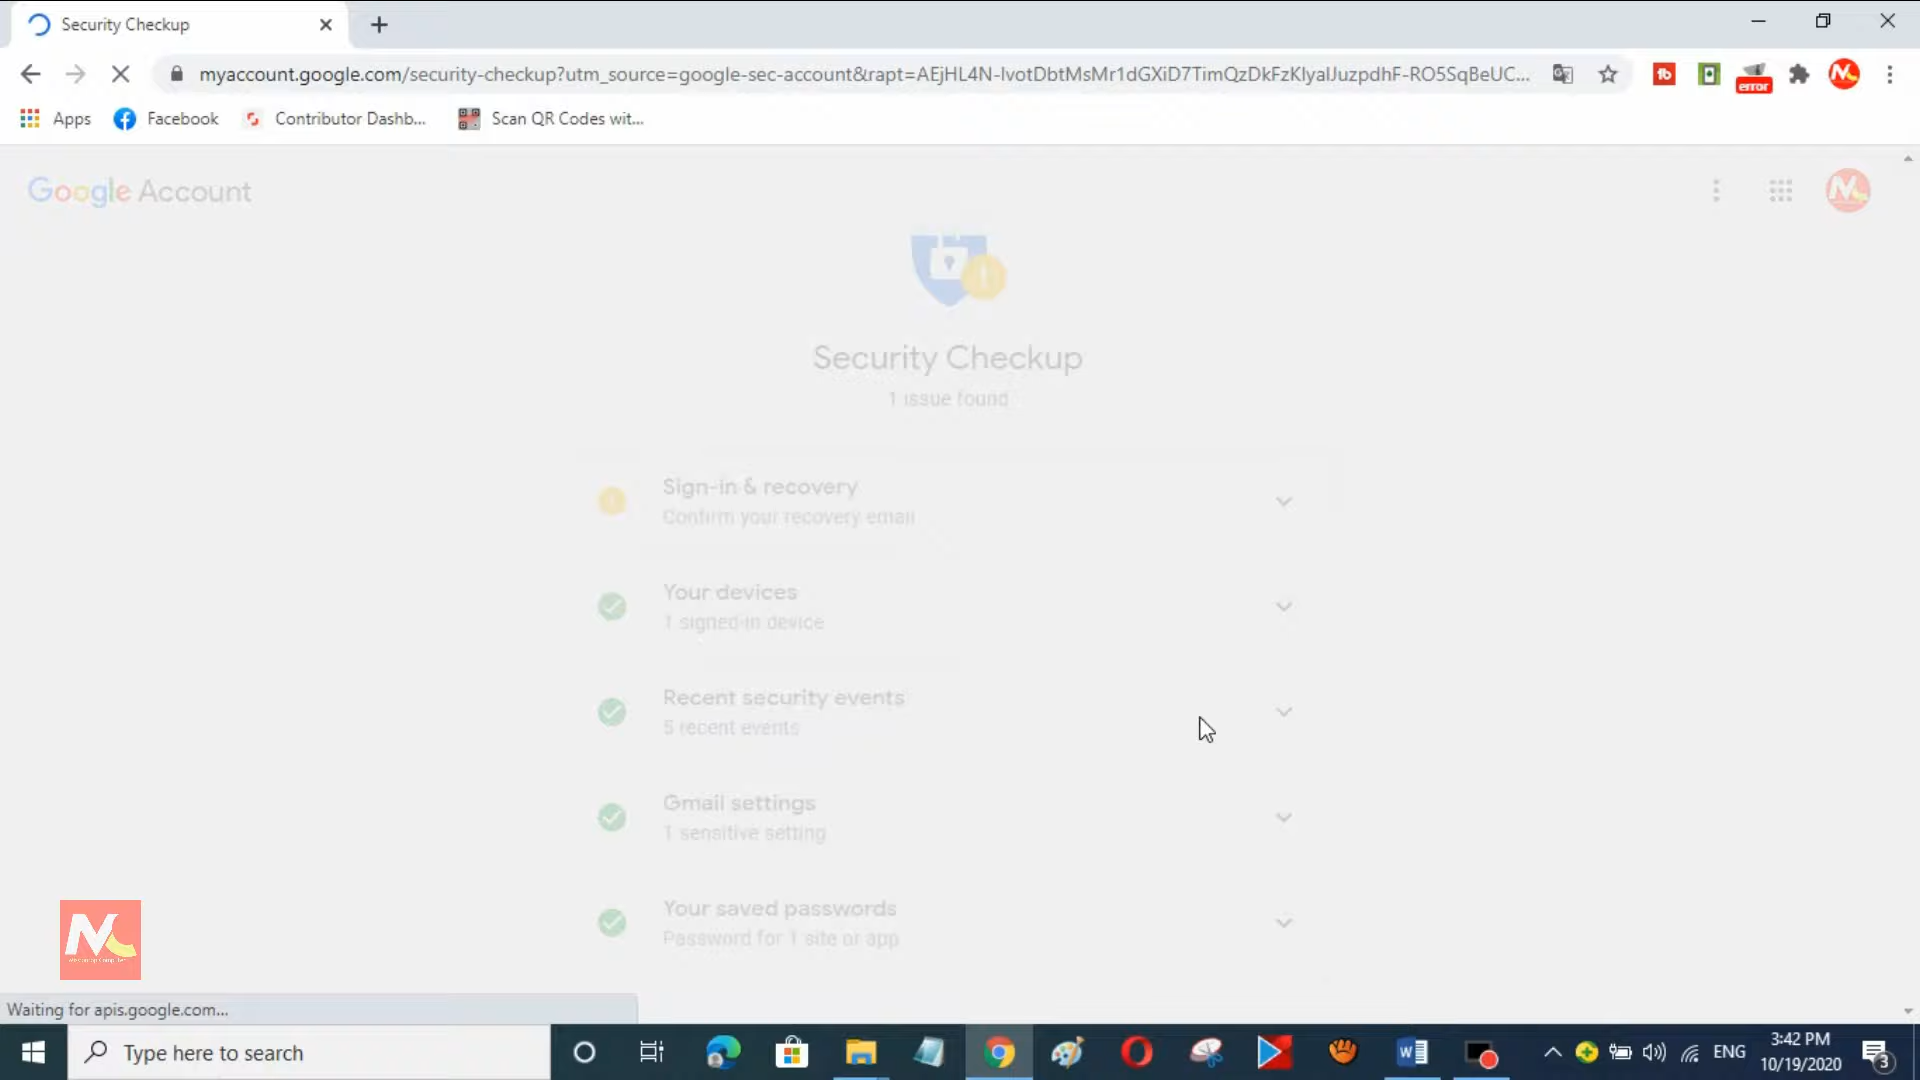 Security Checkup
myaccount.google.com/security-checkup?utm_source=google-sec-account&rapt=AEjHL4N-lvotDbtMsMr1dGXiD7TimQzDkFzKlyalJuzpdhF-RO5SqBeUC...
error
Apps
Facebook
Contributor Dashb...
Scan QR Codes wit...
Google Account
Security Checkup
1 issue found
Sign-in & recovery
Confirm your recovery email
Your devices
1 signed-in device
Recent security events
5 recent events
Gmail settings
1 sensitive setting
Your saved passwords
Password for 1 site or app
Waiting for apis.google.com...
Type here to search
ENG
3:42 PM
10/19/2020
3